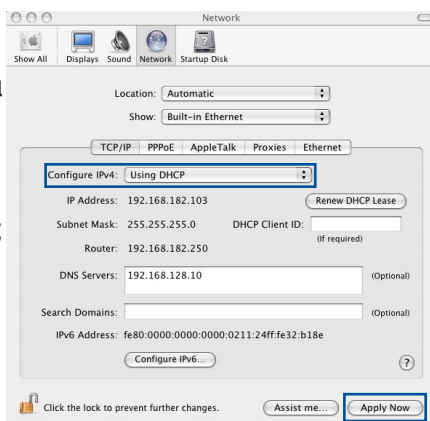 Network
Show All Displays Sound Network Startup Disk
Location: Automatic
Show: Built-in Ethernet
TCP/IP PPPoE AppleTalk Proxies Ethernet
Configure IPv4: Using DHCP
IP Address: 192.168.182.103 Renew DHCP Lease
Subnet Mask: 255.255.255.0 DHCP Client ID:
(If required)
Router: 192.168.182.250
DNS Servers: 192.168.128.10 (Optional)
Search Domains: (Optional)
IPv6 Address: fe80:0000:0000:0000:0211:24ff:fe32:b18e
Configure IPv6... ?
Click the lock to prevent further changes. Assist me... Apply Now